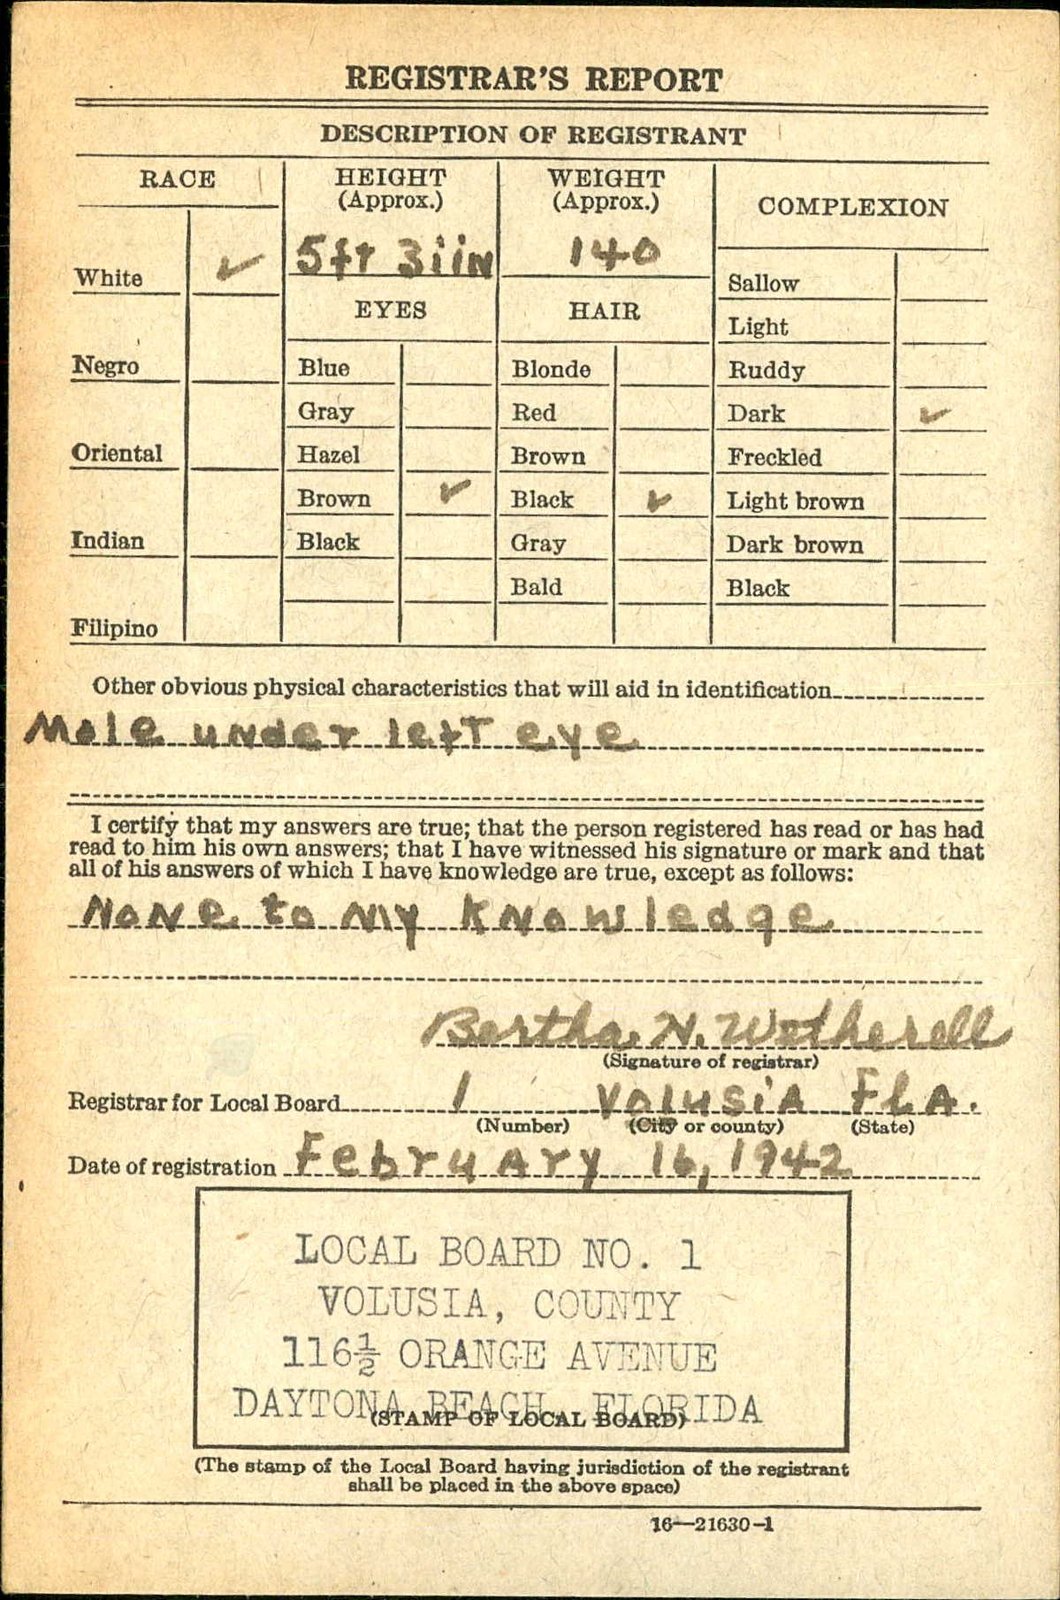 REGISTRAR'S REPORT
DESCRIPTION OF REGISTRANT
RACE
HEIGHT
(Approx.)
WEIGHT
(Approx.)
COMPLEXION
White ✓
5ft 3iin
140
Sallow
EYES
HAIR
Light
Negro
Blue
Blonde
Ruddy
Gray
Red
Dark ✓
Oriental
Hazel
Brown
Freckled
Brown ✓
Black ✓
Light brown
Indian
Black
Gray
Dark brown
Bald
Black
Filipino
Other obvious physical characteristics that will aid in identification
Mole under left eye
I certify that my answers are true; that the person registered has read or has had
read to him his own answers; that I have witnessed his signature or mark and that
all of his answers of which I have knowledge are true, except as follows:
None to my knowledge
Bertha N. Wetherell
(Signature of registrar)
Registrar for Local Board 1 Volusia FLA.
(Number) (City or county) (State)
Date of registration February 16, 1942
LOCAL BOARD NO. 1
VOLUSIA, COUNTY
116½ ORANGE AVENUE
DAYTONA BEACH, FLORIDA
(STAMP OF LOCAL BOARD)
(The stamp of the Local Board having jurisdiction of the registrant
shall be placed in the above space)
16—21630-1